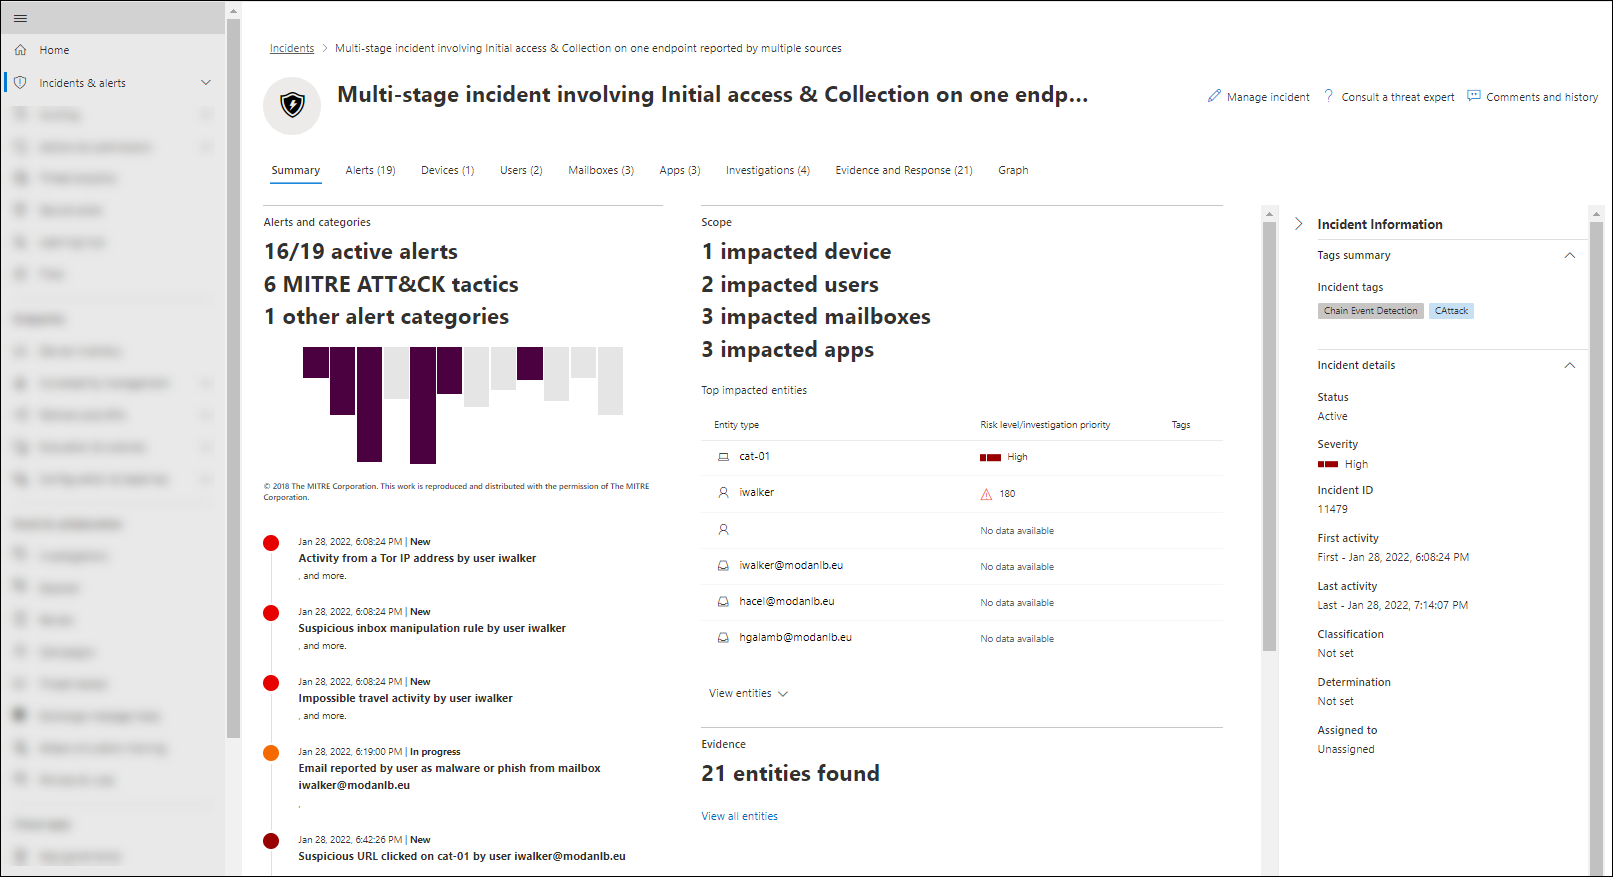 Home
Incidents & alerts
Incidents > Multi-stage incident involving Initial access & Collection on one endpoint reported by multiple sources
Multi-stage incident involving Initial access & Collection on one endp...
Manage incident
? Consult a threat expert
Comments and history
Summary
Alerts (19)
Devices (1)
Users (2)
Mailboxes (3)
Apps (3)
Investigations (4)
Evidence and Response (21)
Graph
Alerts and categories
16/19 active alerts
6 MITRE ATT&CK tactics
1 other alert categories
© 2018 The MITRE Corporation. This work is reproduced and distributed with the permission of The MITRE
Corporation.
Jan 28, 2022, 6:08:24 PM | New
Activity from a Tor IP address by user iwalker
, and more.
Jan 28, 2022, 6:08:24 PM | New
Suspicious inbox manipulation rule by user iwalker
, and more.
Jan 28, 2022, 6:08:24 PM | New
Impossible travel activity by user iwalker
, and more.
Jan 28, 2022, 6:19:00 PM | In progress
Email reported by user as malware or phish from mailbox
iwalker@modanlb.eu
,
Jan 28, 2022, 6:42:26 PM | New
Suspicious URL clicked on cat-01 by user iwalker@modanlb.eu
Scope
1 impacted device
2 impacted users
3 impacted mailboxes
3 impacted apps
Top impacted entities
Entity type Risk level/investigation priority Tags
cat-01 High
iwalker 180
No data available
iwalker@modanlb.eu No data available
hacel@modanlb.eu No data available
hgalamb@modanlb.eu No data available
View entities
Evidence
21 entities found
View all entities
Incident Information
Tags summary
Incident tags
Chain Event Detection CAttack
Incident details
Status
Active
Severity
High
Incident ID
11479
First activity
First - Jan 28, 2022, 6:08:24 PM
Last activity
Last - Jan 28, 2022, 7:14:07 PM
Classification
Not set
Determination
Not set
Assigned to
Unassigned